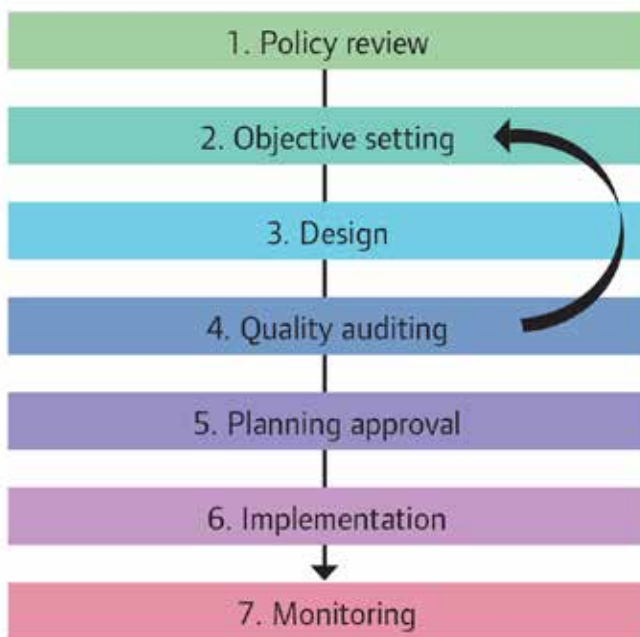 1. Policy review
2. Objective setting
3. Design
4. Quality auditing
5. Planning approval
6. Implementation
7. Monitoring